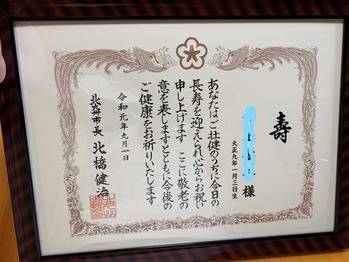 寿
様
大正九年一月三日生
あなたはご壮健のうちに今日の
長寿を迎えられ心からお祝い
申し上げます ここに敬老の
意を表しますとともに今後の
ご健康をお祈りいたします
令和元年九月一日
北九州市長 北橋健治